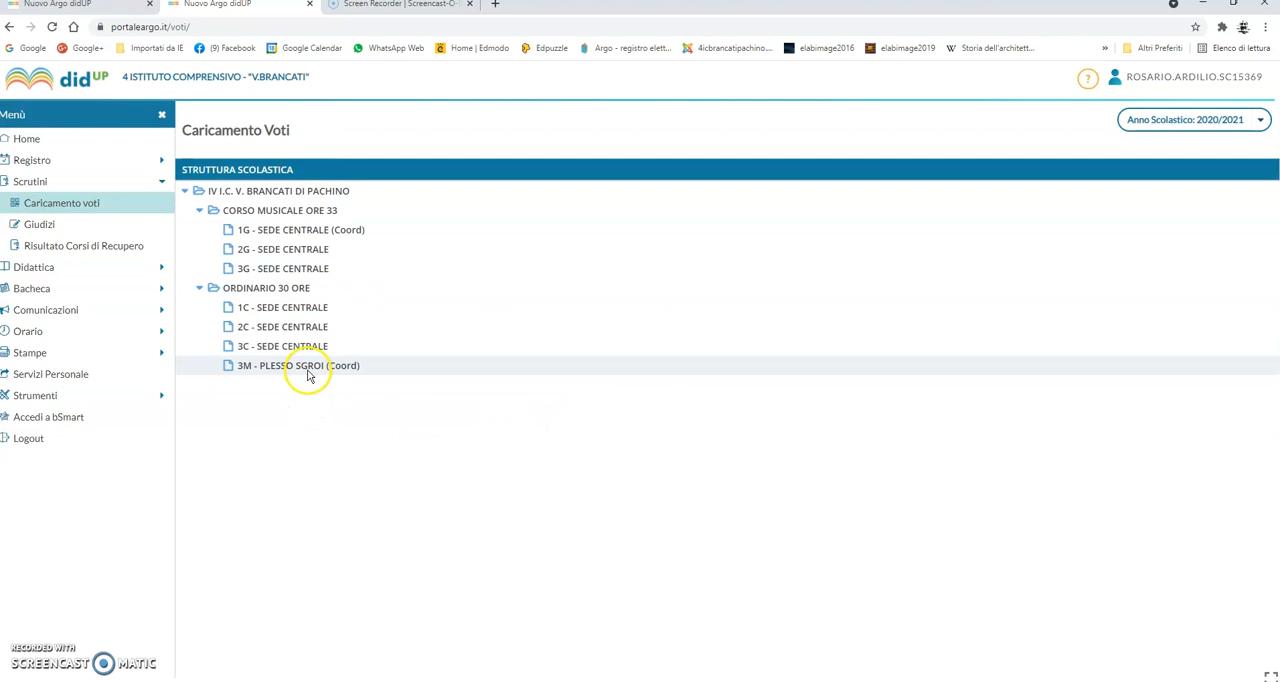 Nuovo Argo didUP
Nuovo Argo didUP
Screen Recorder | Screencast-O-
portaleargo.it/voti/
Google
Google+
Importati da IE
(9) Facebook
Google Calendar
WhatsApp Web
Home | Edmodo
Edpuzzle
Argo - registro elett...
4icbrancatipachino....
elabimage2016
elabimage2019
Storia dell'architett...
»
Altri Preferiti
Elenco di lettura
didUP
4 ISTITUTO COMPRENSIVO - "V.BRANCATI"
?
ROSARIO.ARDILIO.SC15369
Menù
Home
Registro
Scrutini
Caricamento voti
Giudizi
Risultato Corsi di Recupero
Didattica
Bacheca
Comunicazioni
Orario
Stampe
Servizi Personale
Strumenti
Accedi a bSmart
Logout
Caricamento Voti
Anno Scolastico: 2020/2021
STRUTTURA SCOLASTICA
IV I.C. V. BRANCATI DI PACHINO
CORSO MUSICALE ORE 33
1G - SEDE CENTRALE (Coord)
2G - SEDE CENTRALE
3G - SEDE CENTRALE
ORDINARIO 30 ORE
1C - SEDE CENTRALE
2C - SEDE CENTRALE
3C - SEDE CENTRALE
3M - PLESSO SGROI (Coord)
RECORDED WITH
SCREENCAST MATIC